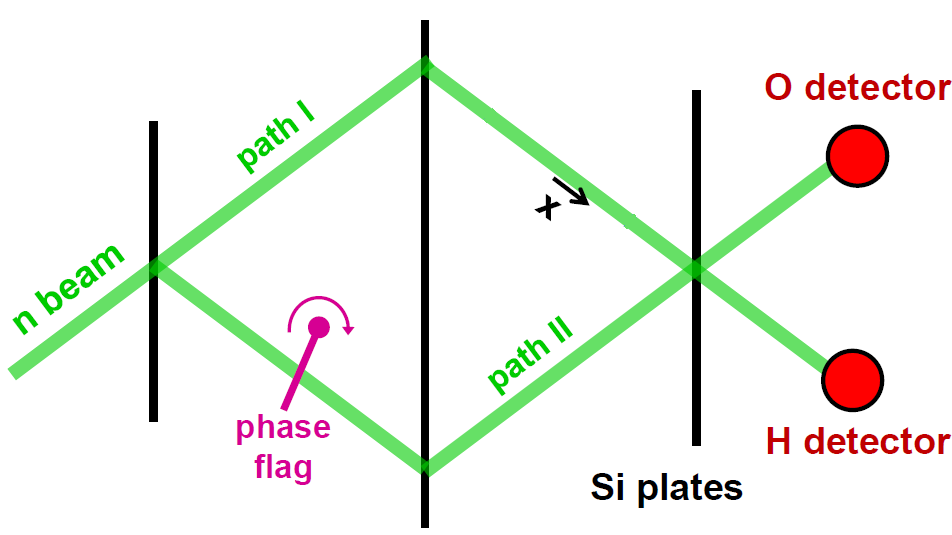 O detector
path I
x
n beam
path II
phase
flag
H detector
Si plates